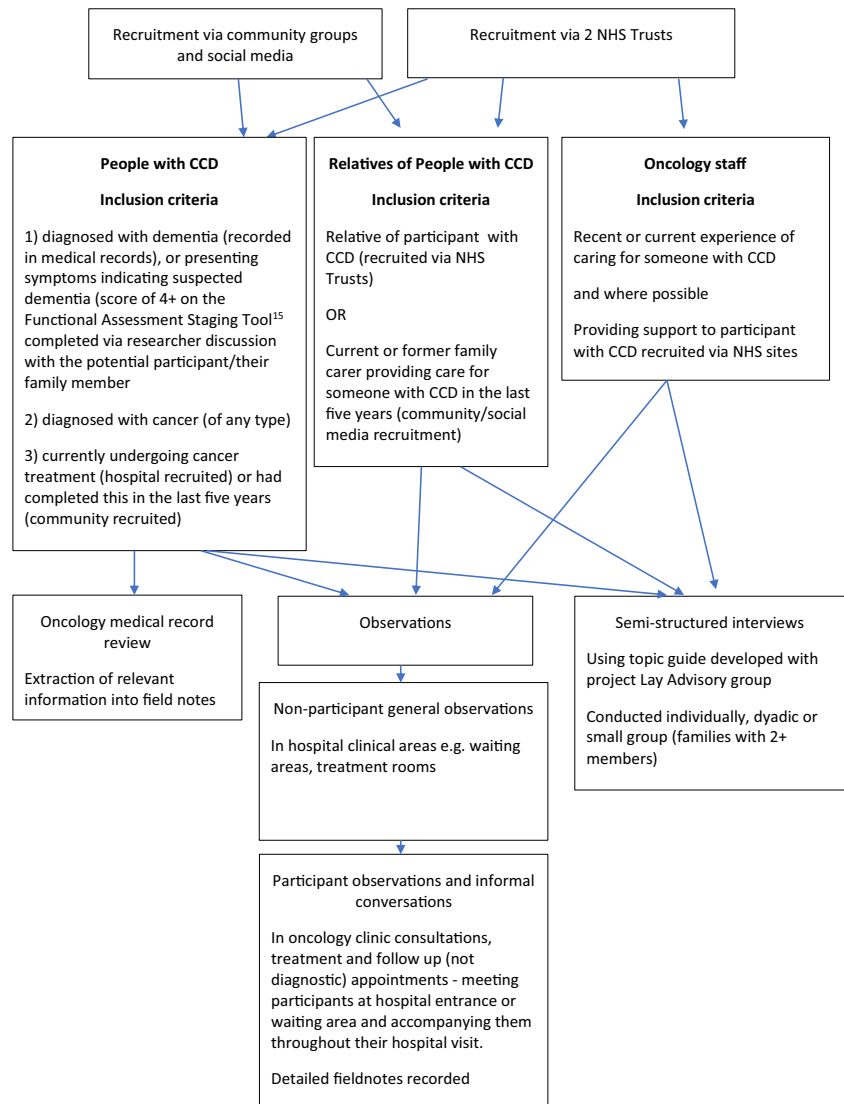 Recruitment via community groups
and social media
Recruitment via 2 NHS Trusts
People with CCD
Inclusion criteria
1) diagnosed with dementia (recorded
in medical records), or presenting
symptoms indicating suspected
dementia (score of 4+ on the
Functional Assessment Staging Tool15
completed via researcher discussion
with the potential participant/their
family member
2) diagnosed with cancer (of any type)
3) currently undergoing cancer
treatment (hospital recruited) or had
completed this in the last five years
(community recruited)
Relatives of People with CCD
Inclusion criteria
Relative of participant with
CCD (recruited via NHS
Trusts)
OR
Current or former family
carer providing care for
someone with CCD in the last
five years (community/social
media recruitment)
Oncology staff
Inclusion criteria
Recent or current experience of
caring for someone with CCD
and where possible
Providing support to participant
with CCD recruited via NHS sites
Oncology medical record
review
Extraction of relevant
information into field notes
Observations
Semi-structured interviews
Using topic guide developed with
project Lay Advisory group
Conducted individually, dyadic or
small group (families with 2+
members)
Non-participant general observations
In hospital clinical areas e.g. waiting
areas, treatment rooms
Participant observations and informal
conversations
In oncology clinic consultations,
treatment and follow up (not
diagnostic) appointments - meeting
participants at hospital entrance or
waiting area and accompanying them
throughout their hospital visit.
Detailed fieldnotes recorded